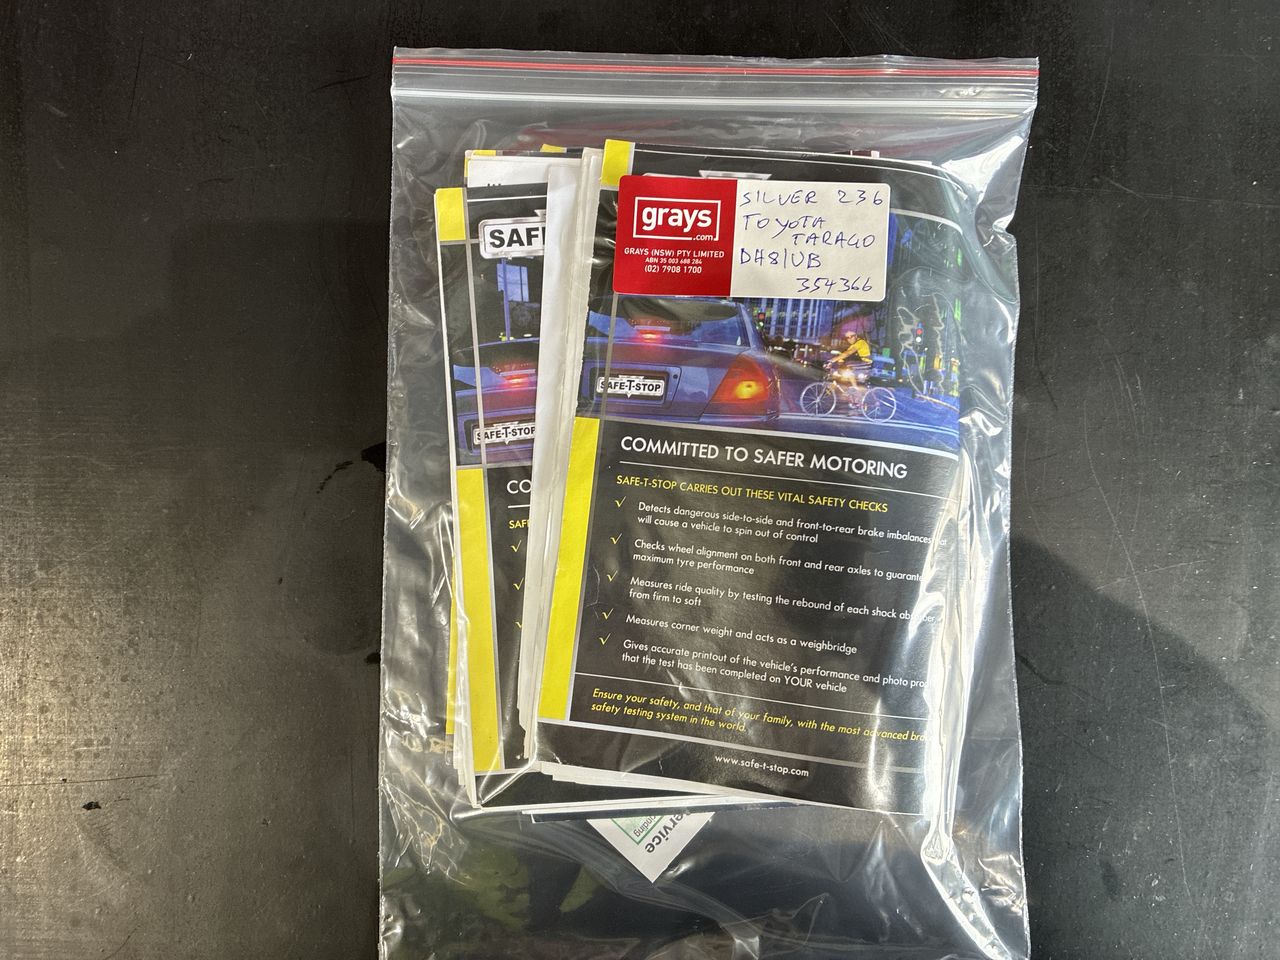 grays
.com
GRAYS (NSW) PTY LIMITED
ABN 35 003 688 284
(02) 7908 1700
SILVER 236
TOYOTA
TARAGO
DH81UB
354366
SAF
SAFE-T-STOP
SAFE-T-STOP
CO
SAF
COMMITTED TO SAFER MOTORING
SAFE-T-STOP CARRIES OUT THESE VITAL SAFETY CHECKS
✓ Detects dangerous side-to-side and front-to-rear brake imbalances
will cause a vehicle to spin out of control
✓ Checks wheel alignment on both front and rear axles to guarante
maximum tyre performance
✓ Measures ride quality by testing the rebound of each shock
from firm to soft
✓ Measures corner weight and acts as a weighbridge
✓ Gives accurate printout of the vehicle's performance and photo
that the test has been completed on YOUR vehicle
Ensure your safety, and that of your family, with the most advanced
safety testing system in the world.
www.safe-t-stop.com
ervice